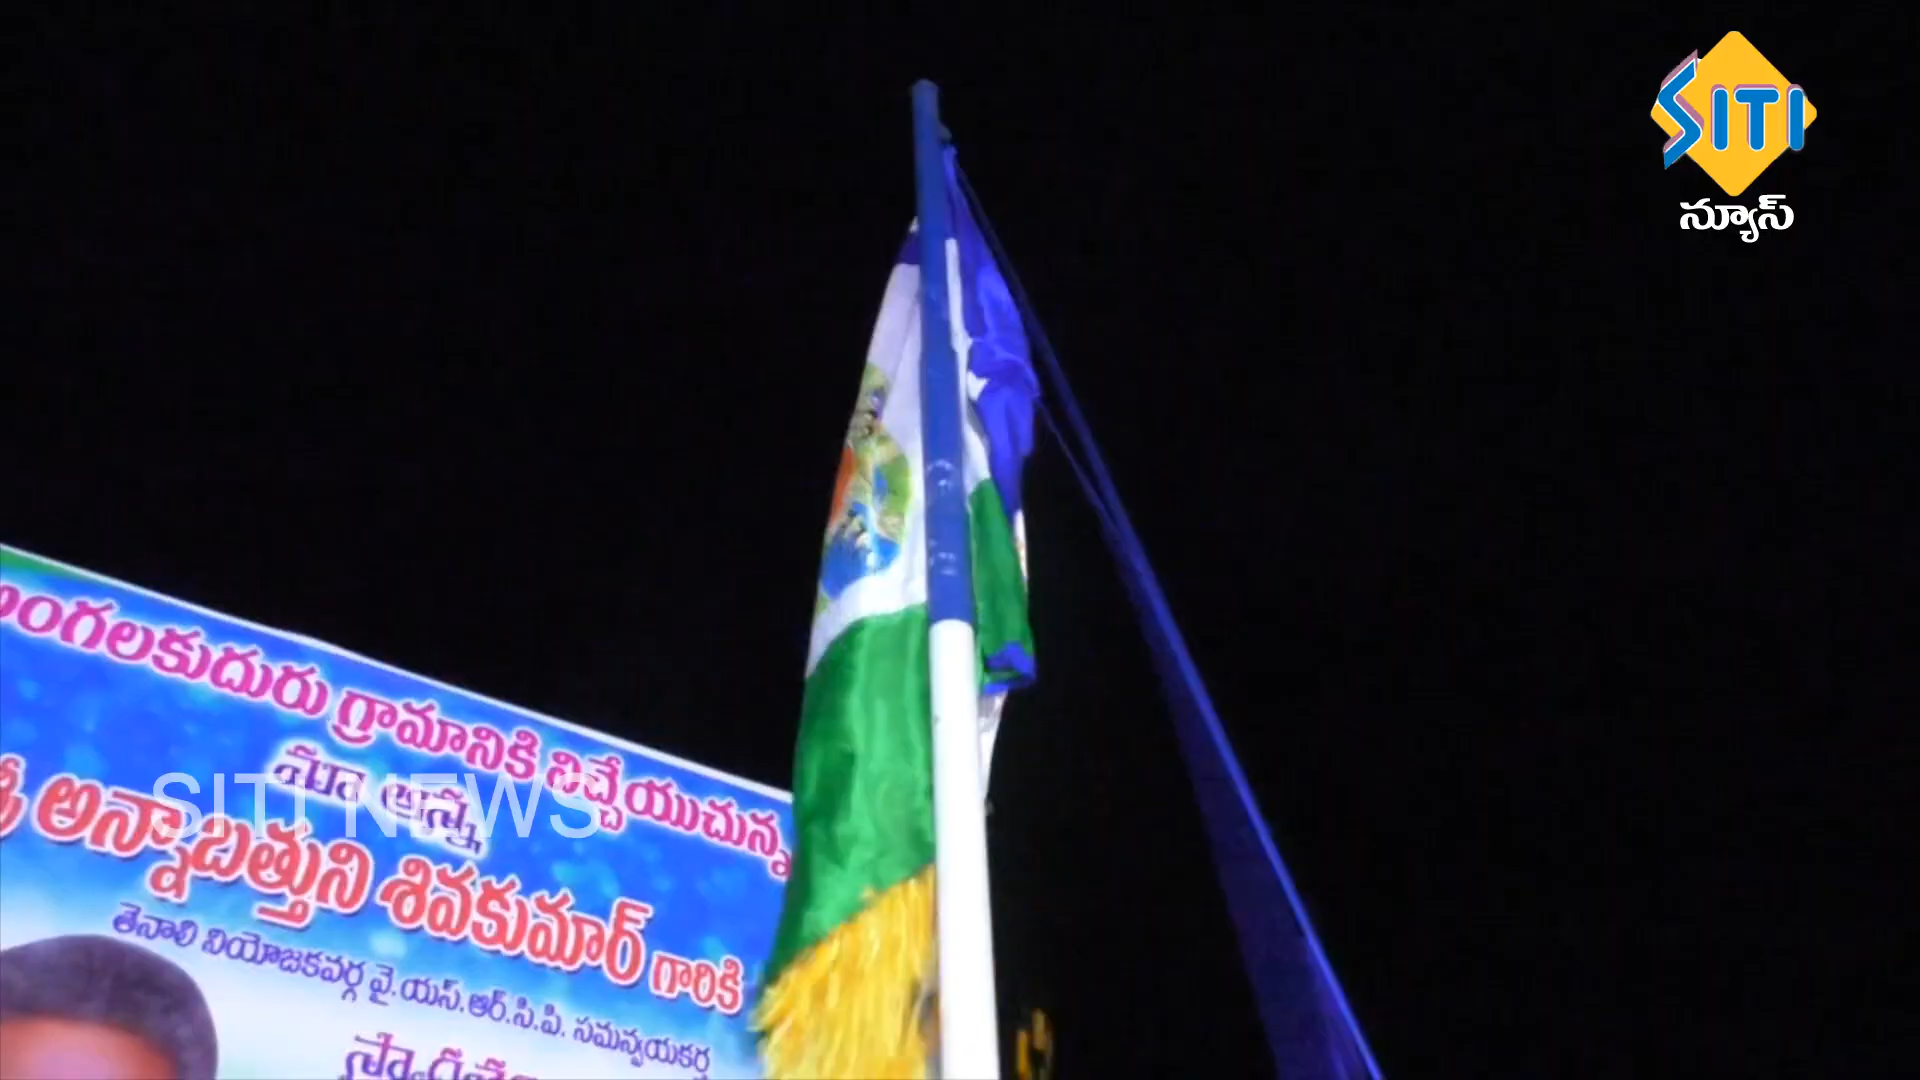 SITI
న్యూస్
అంగలకుదురు గ్రామానికి విచ్చేయుచున్న
మా అన్న
శ్రీ అన్నాబత్తుని శివకుమార్ గారికి
తెనాలి నియోజకవర్గ వై.యస్.ఆర్.సి.పి. సమన్వయకర్త
SITI NEWS